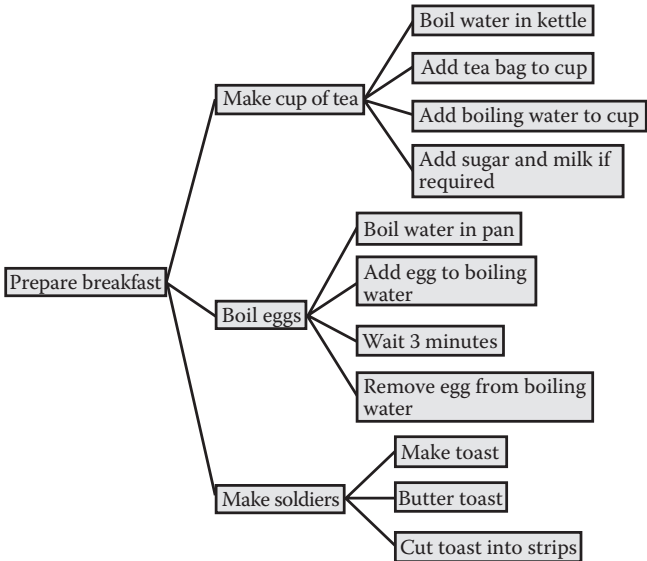 Prepare breakfast
Make cup of tea
Boil water in kettle
Add tea bag to cup
Add boiling water to cup
Add sugar and milk if
required
Boil eggs
Boil water in pan
Add egg to boiling
water
Wait 3 minutes
Remove egg from boiling
water
Make soldiers
Make toast
Butter toast
Cut toast into strips